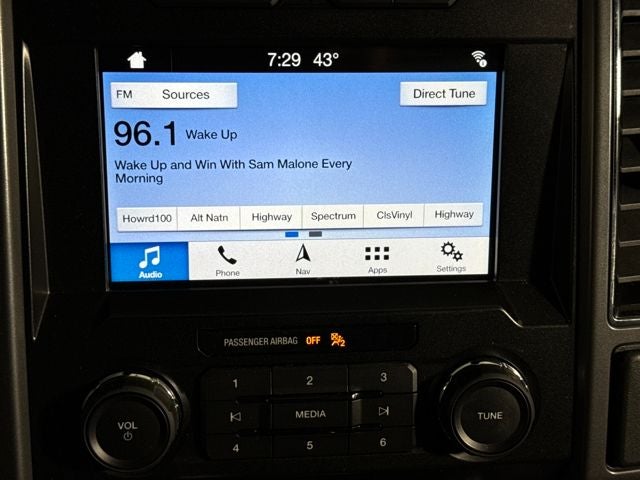 7:29 43°
FM Sources Direct Tune
96.1 Wake Up
Wake Up and Win With Sam Malone Every
Morning
Howrd100 Alt Natn Highway Spectrum ClsVinyl Highway
Audio Phone Nav Apps Settings
PASSENGER AIRBAG OFF 2
1 2 3
VOL MEDIA TUNE
4 5 6